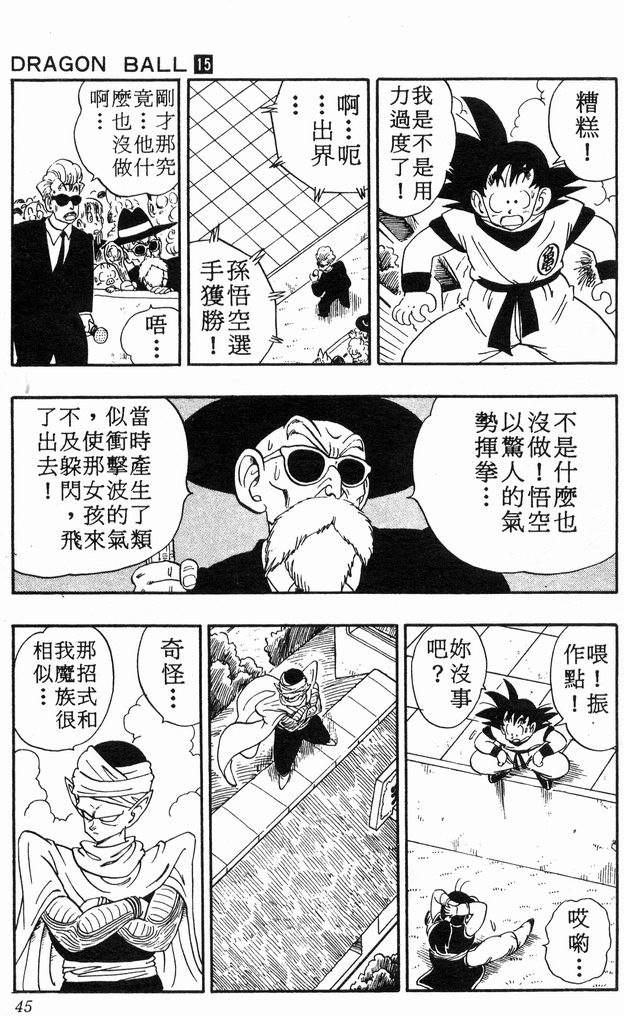 DRAGON BALL 15
糟糕！
我是不是用
力過度了！
啊…呃
……出界
孫悟空選
手獲勝！
剛才那究
竟…他什
麼也沒做
啊…
唔…
不是什麼也
沒做！悟空
以驚人的氣
勢揮拳…
當時產生了類
似衝擊波的氣
，使那女孩來
不及躲閃，飛
了出去！
喂！振
作點！
妳沒事
吧？
哎喲…
奇怪…
那招式和
我魔族很
相似…
龜
45